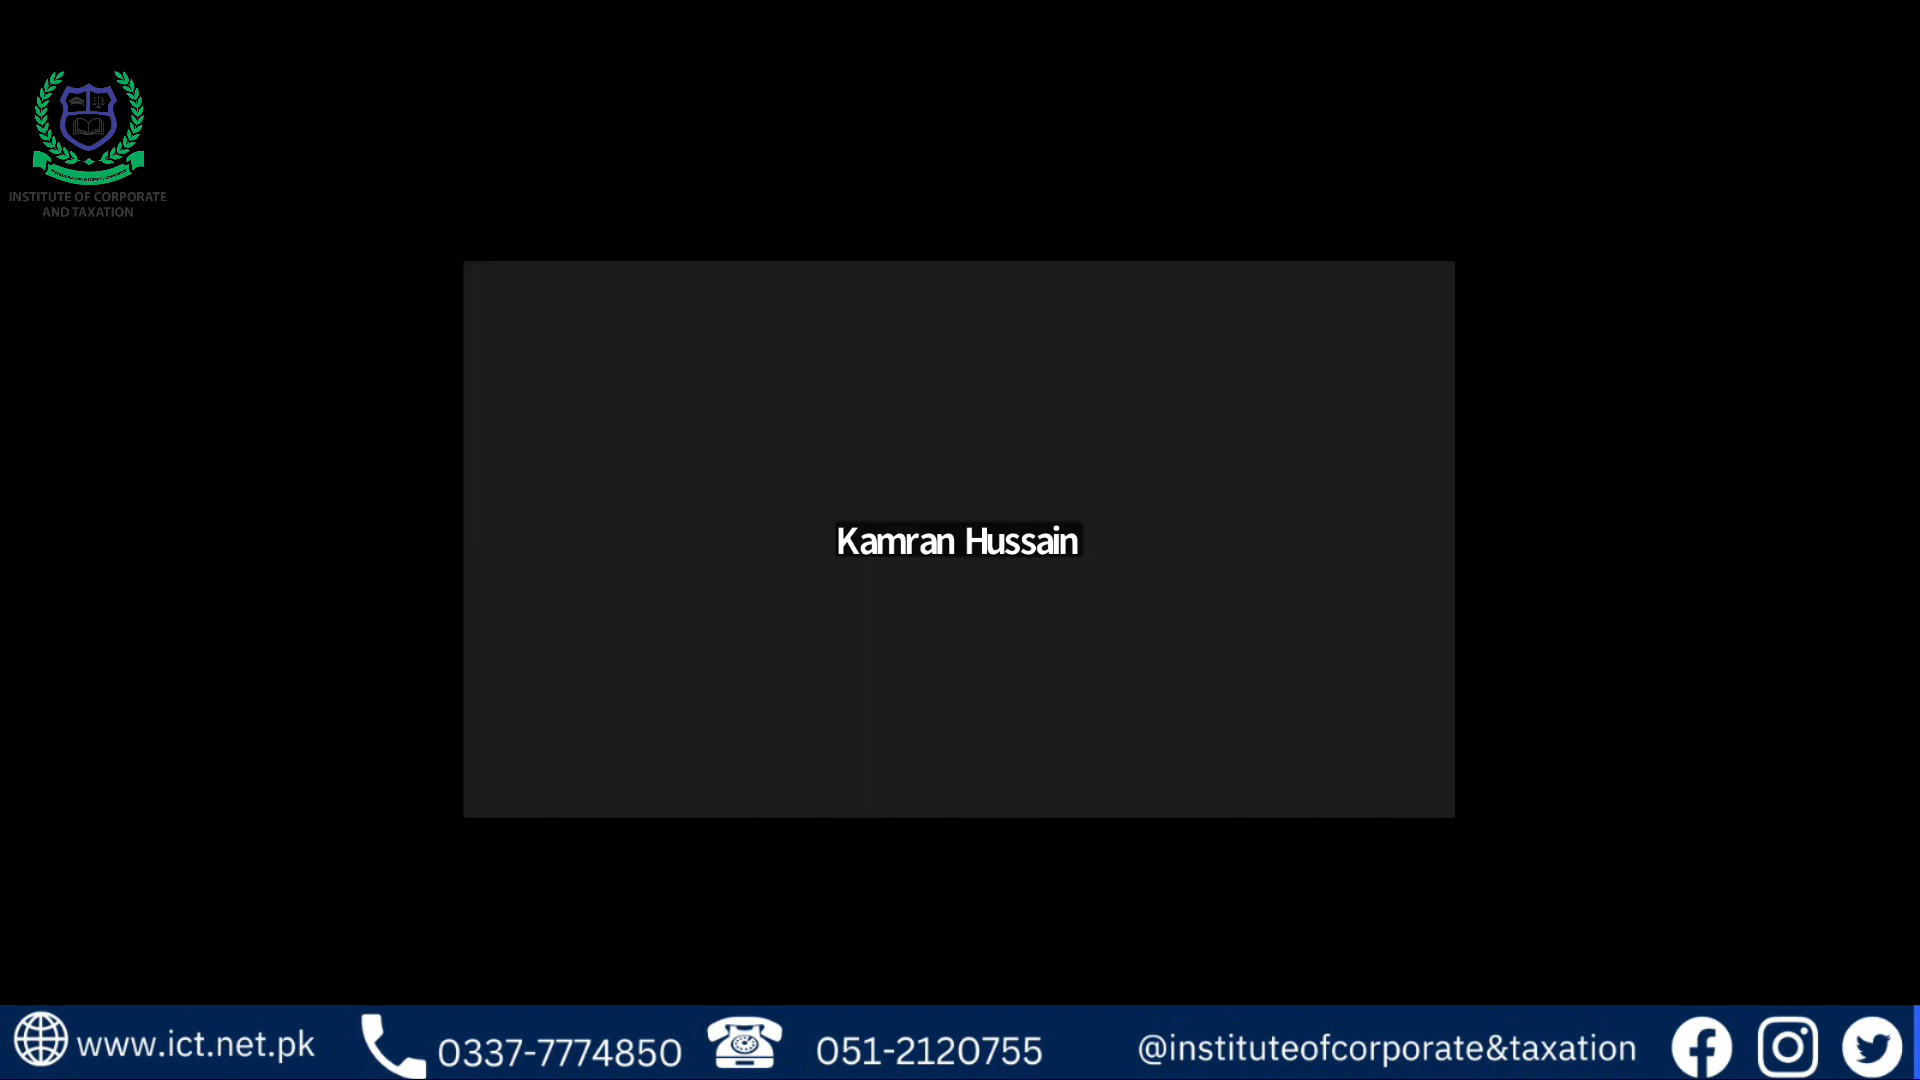 INSTITUTE OF CORPORATE
AND TAXATION
Kamran Hussain
www.ict.net.pk
0337-7774850
051-2120755
@instituteofcorporate&taxation